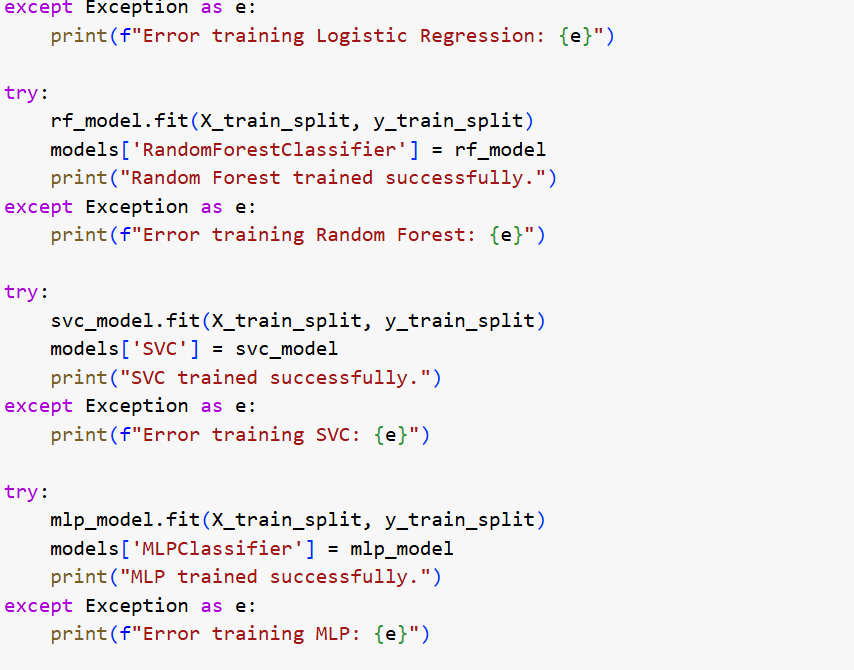 except Exception as e:
    print(f"Error training Logistic Regression: {e}")

try:
    rf_model.fit(X_train_split, y_train_split)
    models['RandomForestClassifier'] = rf_model
    print("Random Forest trained successfully.")
except Exception as e:
    print(f"Error training Random Forest: {e}")

try:
    svc_model.fit(X_train_split, y_train_split)
    models['SVC'] = svc_model
    print("SVC trained successfully.")
except Exception as e:
    print(f"Error training SVC: {e}")

try:
    mlp_model.fit(X_train_split, y_train_split)
    models['MLPClassifier'] = mlp_model
    print("MLP trained successfully.")
except Exception as e:
    print(f"Error training MLP: {e}")